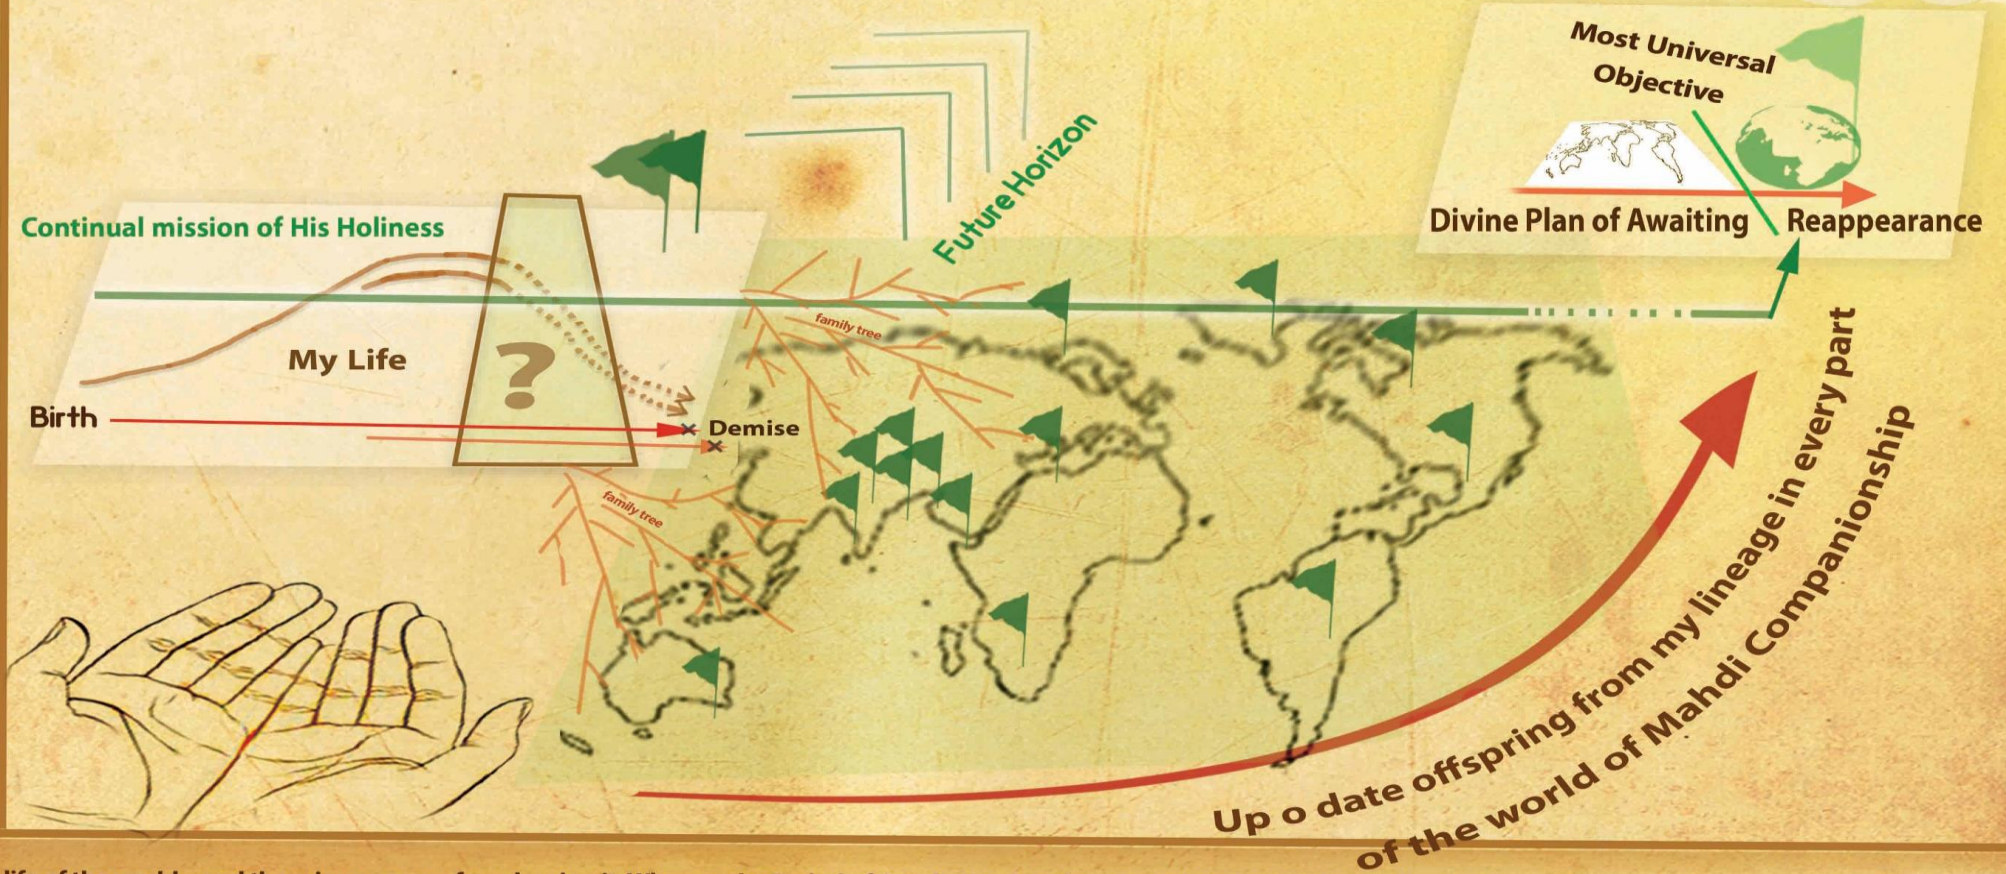 Most Universal
Objective
Divine Plan of Awaiting
Reappearance
Future Horizon
Continual mission of His Holiness
My Life
?
Birth
Demise
family tree
family tree
Up o date offspring from my lineage in every part
of the world of Mahdi Companionship